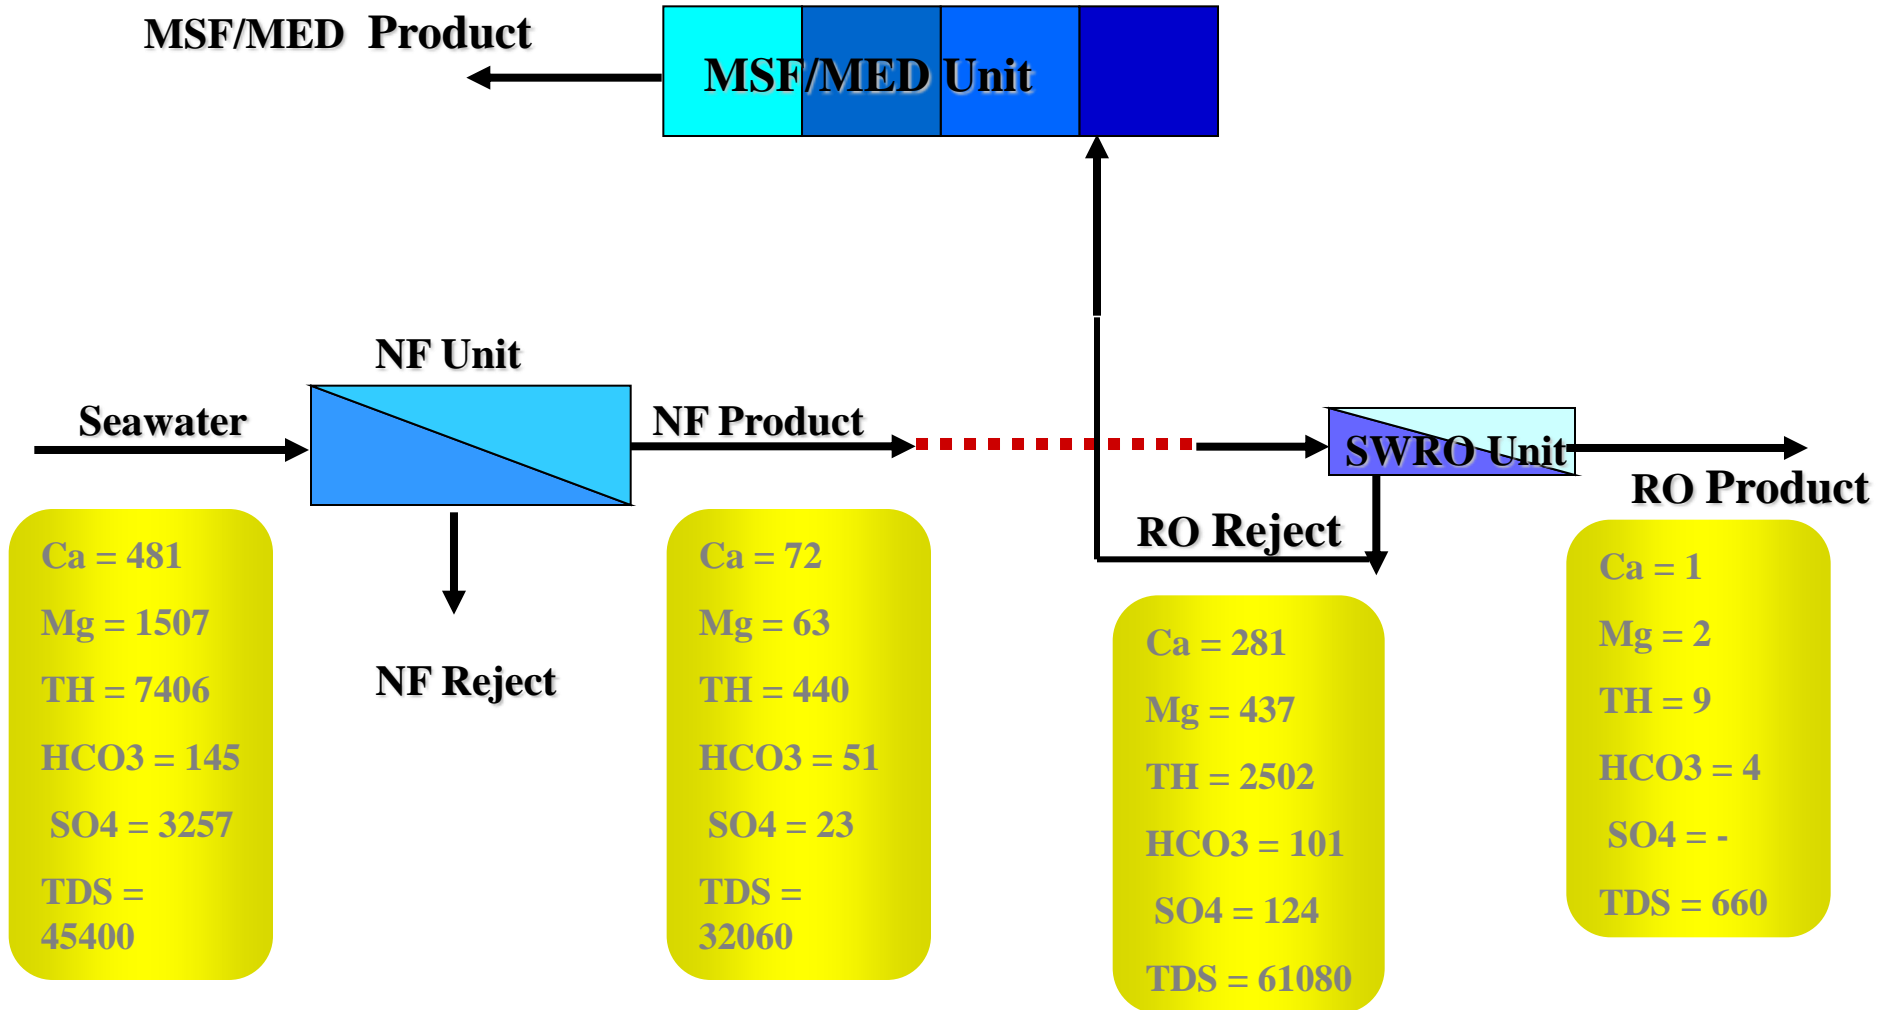 MSF/MED Product
MSF/MED Unit
NF Unit
Seawater
NF Product
SWRO Unit
RO Product
RO Reject
NF Reject
Ca = 481
Mg = 1507
TH = 7406
HCO3 = 145
SO4 = 3257
TDS =
45400
Ca = 72
Mg = 63
TH = 440
HCO3 = 51
SO4 = 23
TDS =
32060
Ca = 281
Mg = 437
TH = 2502
HCO3 = 101
SO4 = 124
TDS = 61080
Ca = 1
Mg = 2
TH = 9
HCO3 = 4
SO4 = -
TDS = 660